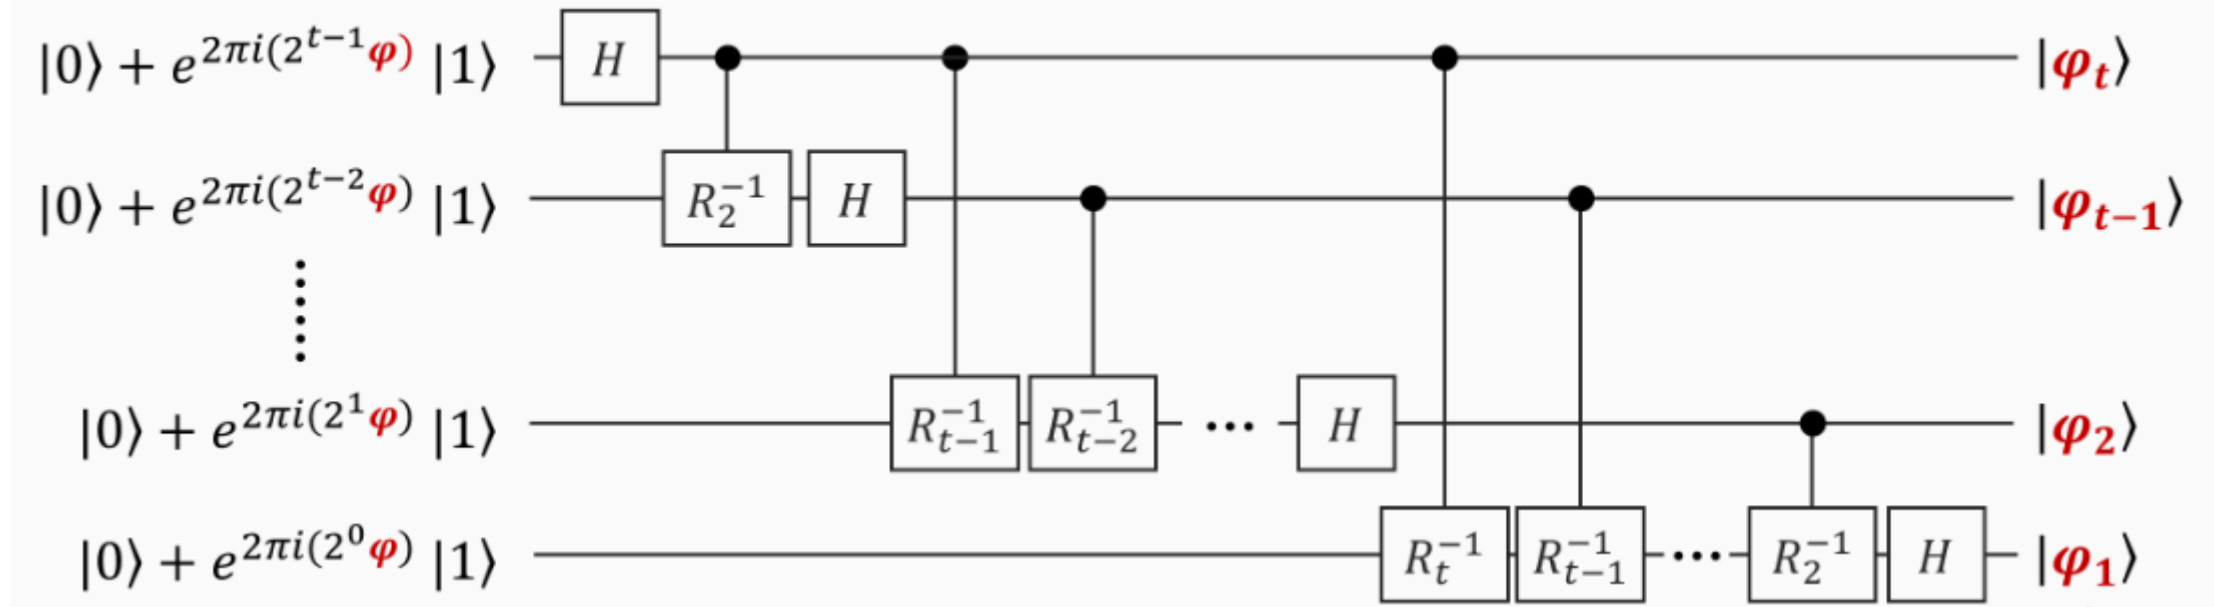 |0⟩ + e^{2πi(2^{t−1}φ)} |1⟩ H |φ_t⟩
|0⟩ + e^{2πi(2^{t−2}φ)} |1⟩ R_2^{−1} H |φ_{t−1}⟩
|0⟩ + e^{2πi(2^1φ)} |1⟩ R_{t−1}^{−1} R_{t−2}^{−1} ··· H |φ_2⟩
|0⟩ + e^{2πi(2^0φ)} |1⟩ R_t^{−1} R_{t−1}^{−1} ··· R_2^{−1} H |φ_1⟩